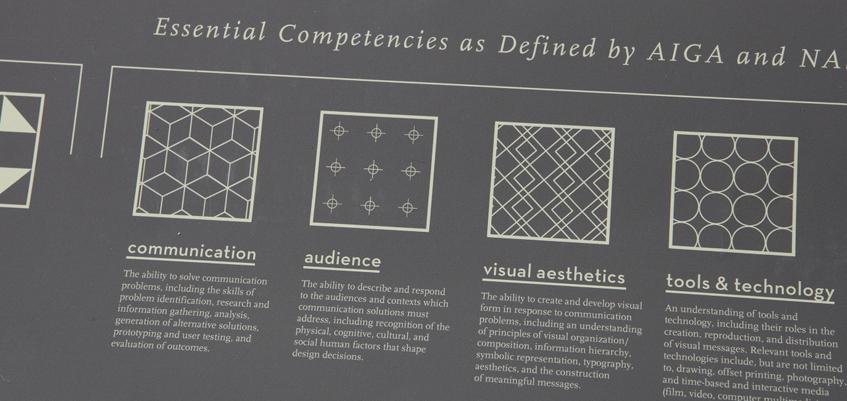 Essential Competencies as Defined by AIGA and NA
communication
The ability to solve communication
problems, including the skills of
problem identification, research and
information gathering, analysis,
generation of alternative solutions,
prototyping and user testing, and
evaluation of outcomes.
audience
The ability to describe and respond
to the audiences and contexts which
communication solutions must
address, including recognition of the
physical, cognitive, cultural, and
social human factors that shape
design decisions.
visual aesthetics
The ability to create and develop visual
form in response to communication
problems, including an understanding
of principles of visual organization/
composition, information hierarchy,
symbolic representation, typography,
aesthetics, and the construction
of meaningful messages.
tools & technology
An understanding of tools and
technology, including their roles in the
creation, reproduction, and distribution
of visual messages. Relevant tools and
technologies include, but are not limited
to, drawing, offset printing, photography,
and time-based and interactive media
(film, video, computer